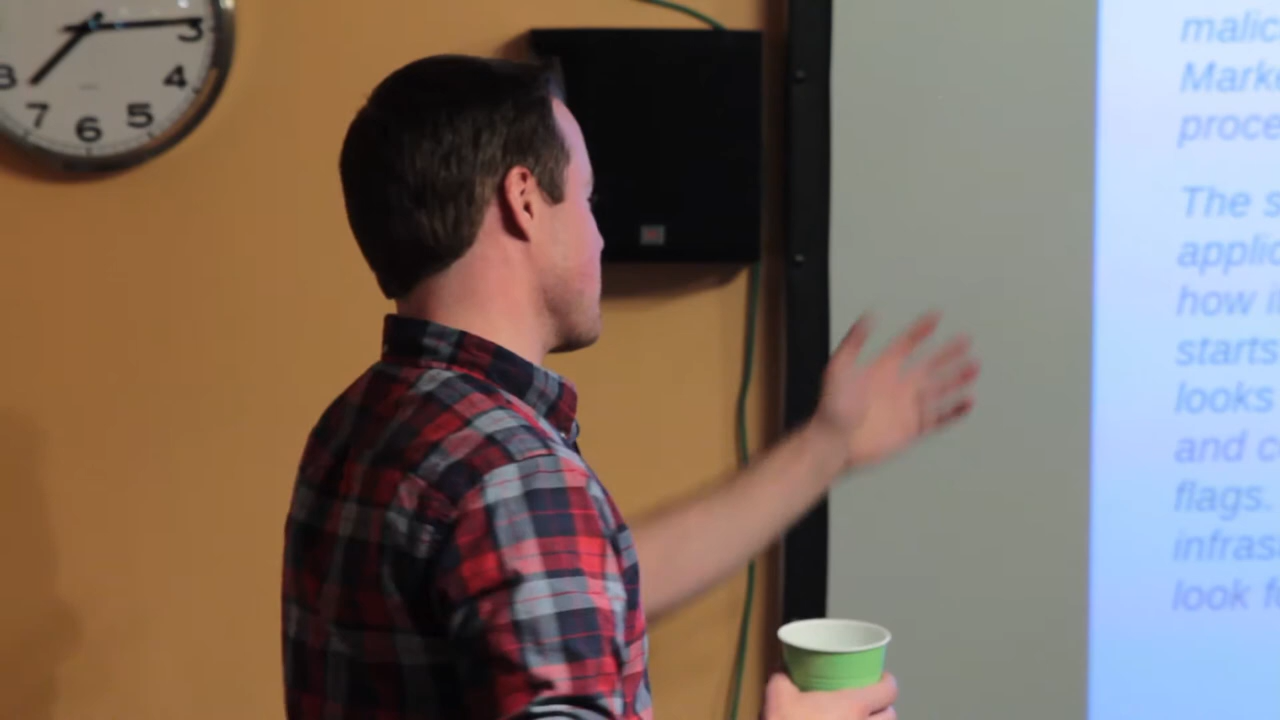 3
4
5
6
7
8
malic
Marke
proce
The s
applic
how i
starts
looks
and c
flags.
infras
look f